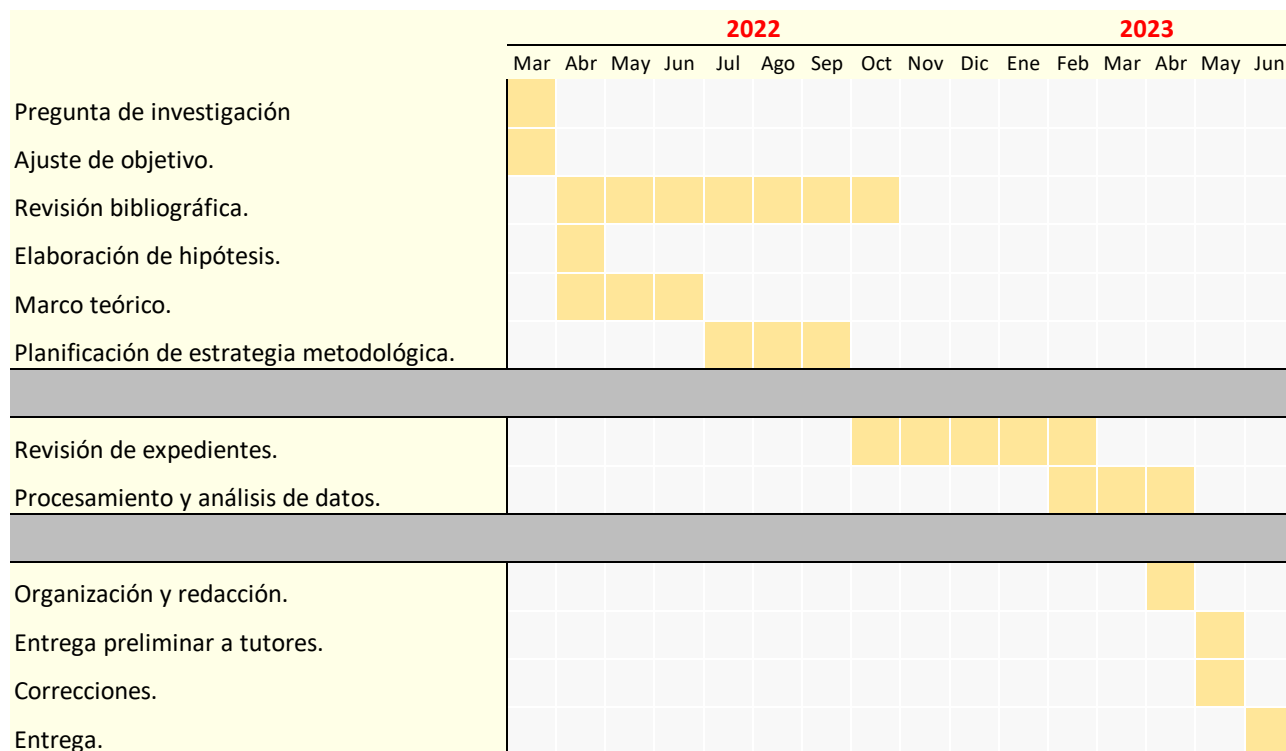 2022 2023
Mar Abr May Jun Jul Ago Sep Oct Nov Dic Ene Feb Mar Abr May Jun
Pregunta de investigación
Ajuste de objetivo.
Revisión bibliográfica.
Elaboración de hipótesis.
Marco teórico.
Planificación de estrategia metodológica.
Revisión de expedientes.
Procesamiento y análisis de datos.
Organización y redacción.
Entrega preliminar a tutores.
Correcciones.
Entrega.